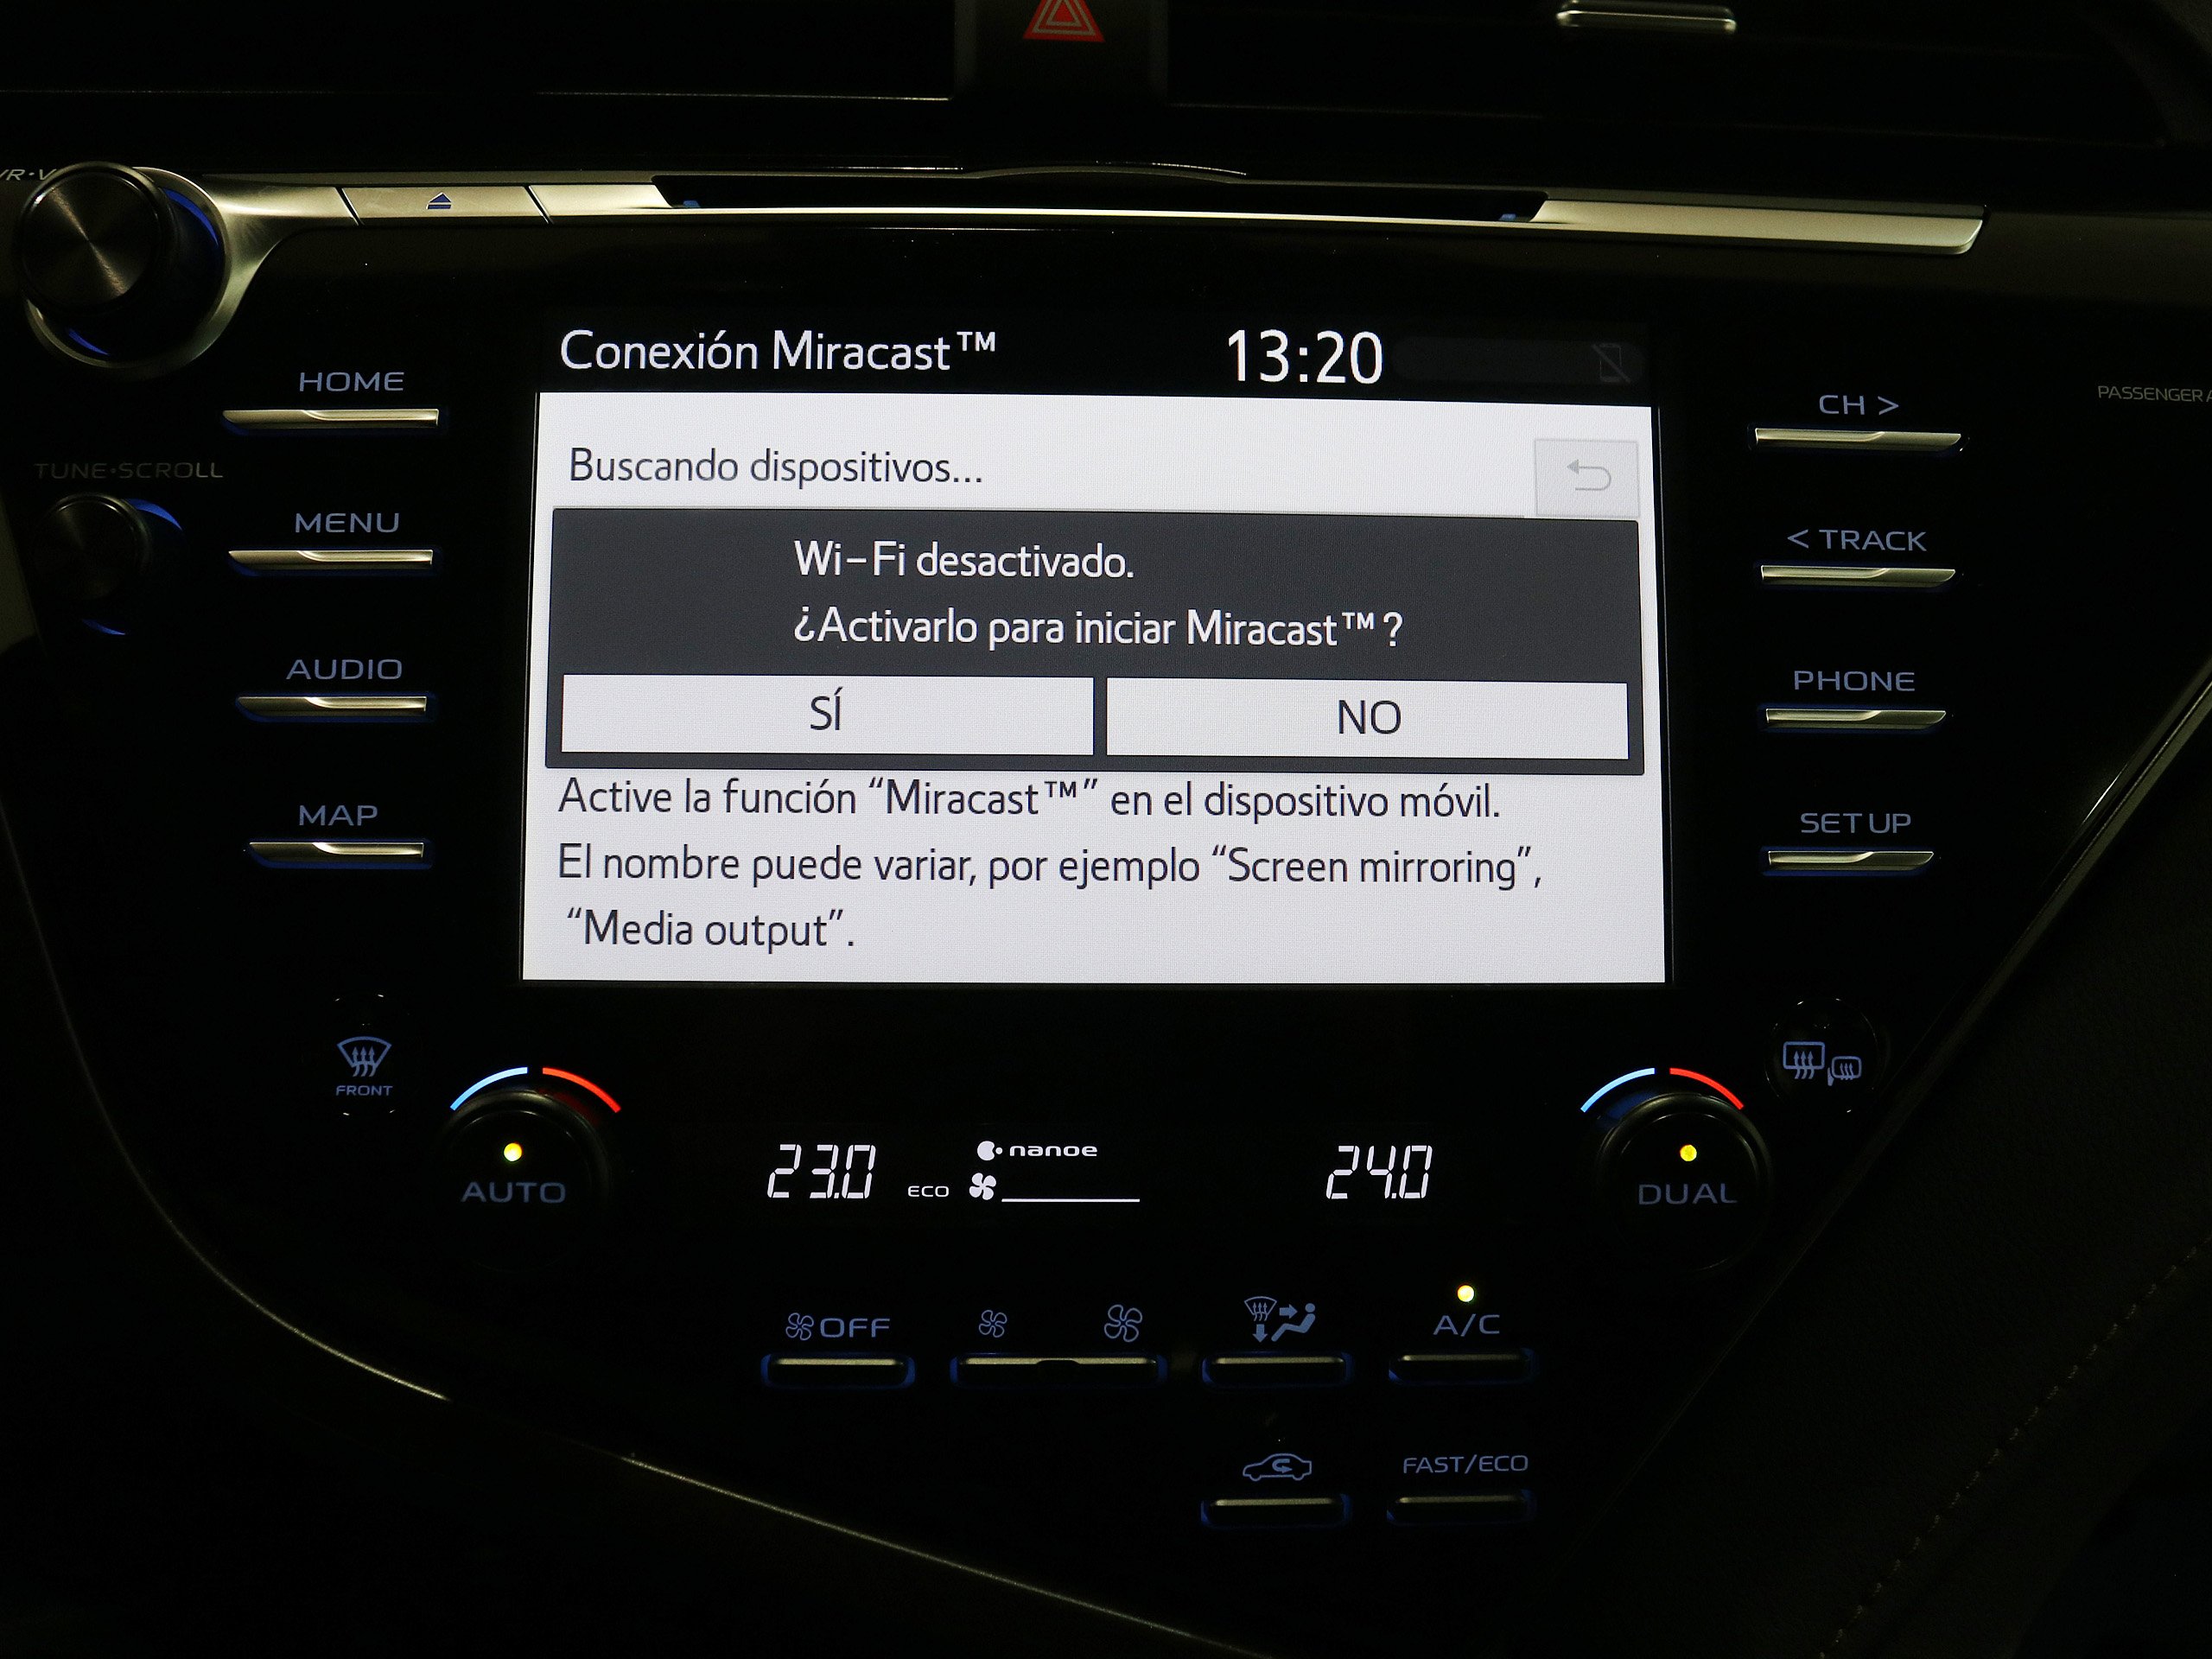 Conexión Miracast™ 13:20
HOME
CH >
PASSENGER
Buscando dispositivos...
TUNE·SCROLL
MENU
< TRACK
Wi-Fi desactivado.
¿Activarlo para iniciar Miracast™?
AUDIO
PHONE
SÍ NO
MAP
SETUP
Active la función “Miracast™” en el dispositivo móvil.
El nombre puede variar, por ejemplo “Screen mirroring”,
“Media output”.
FRONT
AUTO
23.0
ECO
nanoe
24.0
DUAL
OFF
A/C
FAST/ECO